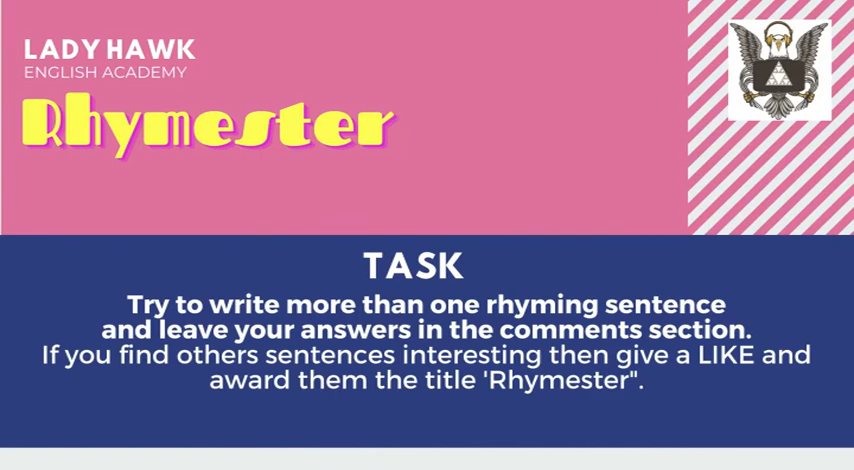 LADY HAWK
ENGLISH ACADEMY
Rhymester
TASK
Try to write more than one rhyming sentence
and leave your answers in the comments section.
If you find others sentences interesting then give a LIKE and
award them the title 'Rhymester".